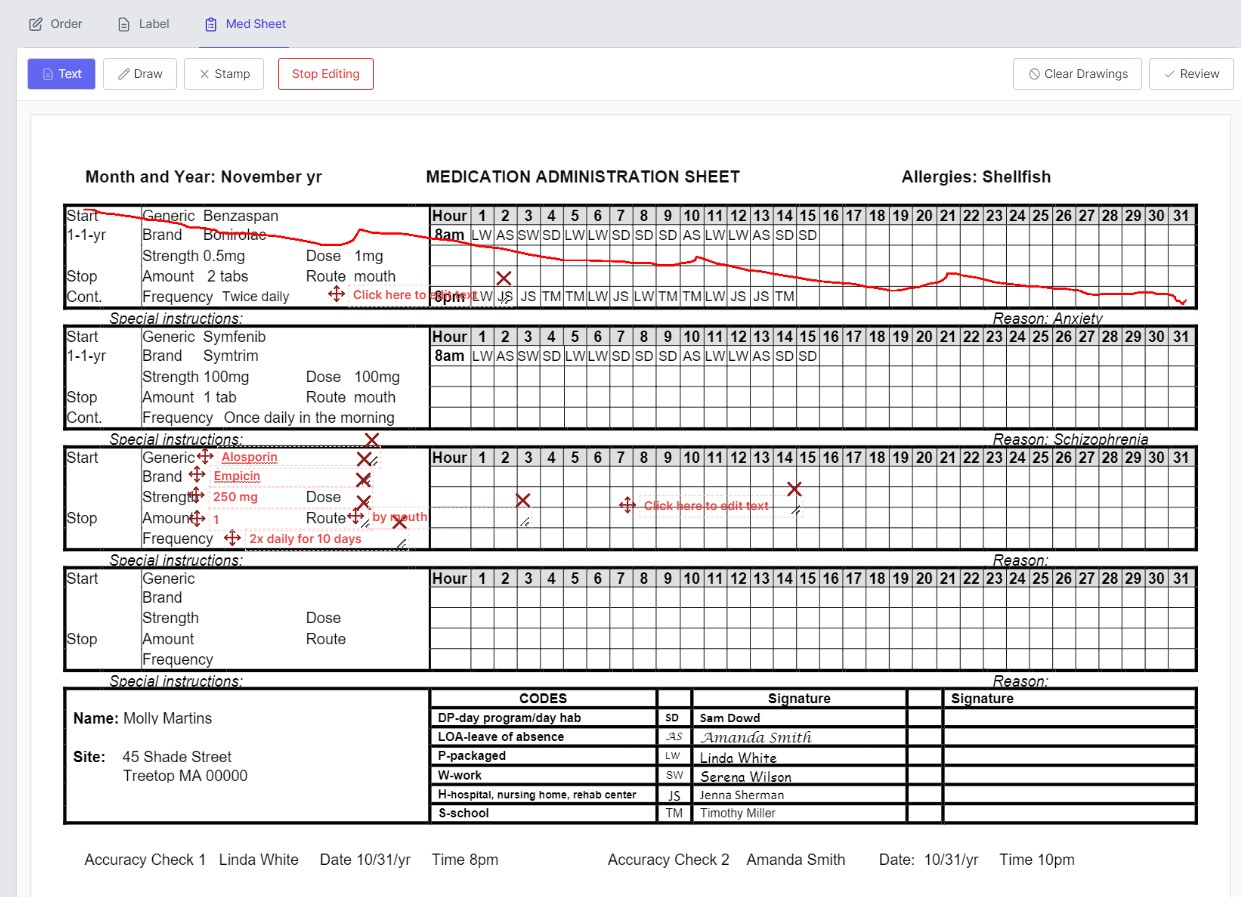 Order Label Med Sheet
Text Draw Stamp Stop Editing Clear Drawings Review
Month and Year: November yr MEDICATION ADMINISTRATION SHEET Allergies: Shellfish
Start Generic Benzaspan Hour 1 2 3 4 5 6 7 8 9 10 11 12 13 14 15 16 17 18 19 20 21 22 23 24 25 26 27 28 29 30 31
1-1-yr Brand Bonirolae 8am LW AS SW SD LW LW SD SD SD AS LW LW AS SD SD
Strength 0.5mg Dose 1mg
Stop Amount 2 tabs Route mouth
Cont. Frequency Twice daily Click here to edit text 8pm LW JS JS TM TM LW JS LW JS TM LW JS JS TM
Special instructions: Reason: Anxiety
Start Generic Symfenib Hour 1 2 3 4 5 6 7 8 9 10 11 12 13 14 15 16 17 18 19 20 21 22 23 24 25 26 27 28 29 30 31
1-1-yr Brand Symtrim 8am LW AS SW SD LW LW SD SD SD AS LW LW AS SD SD
Strength 100mg Dose 100mg
Stop Amount 1 tab Route mouth
Cont. Frequency Once daily in the morning
Special instructions: Reason: Schizophrenia
Start Generic Alosporin Hour 1 2 3 4 5 6 7 8 9 10 11 12 13 14 15 16 17 18 19 20 21 22 23 24 25 26 27 28 29 30 31
Brand Empicin
Strength 250 mg Dose Click here to edit text
Stop Amount 1 Route by mouth
Frequency 2x daily for 10 days
Special instructions: Reason:
Start Generic Hour 1 2 3 4 5 6 7 8 9 10 11 12 13 14 15 16 17 18 19 20 21 22 23 24 25 26 27 28 29 30 31
Brand
Strength Dose
Stop Amount Route
Frequency
Special instructions: Reason:
CODES Signature Signature
Name: Molly Martins DP-day program/day hab SD Sam Dowd
LOA-leave of absence AS Amanda Smith
Site: 45 Shade Street P-packaged LW Linda White
Treetop MA 00000 W-work SW Serena Wilson
H-hospital, nursing home, rehab center JS Jenna Sherman
S-school TM Timothy Miller
Accuracy Check 1 Linda White Date 10/31/yr Time 8pm Accuracy Check 2 Amanda Smith Date: 10/31/yr Time 10pm